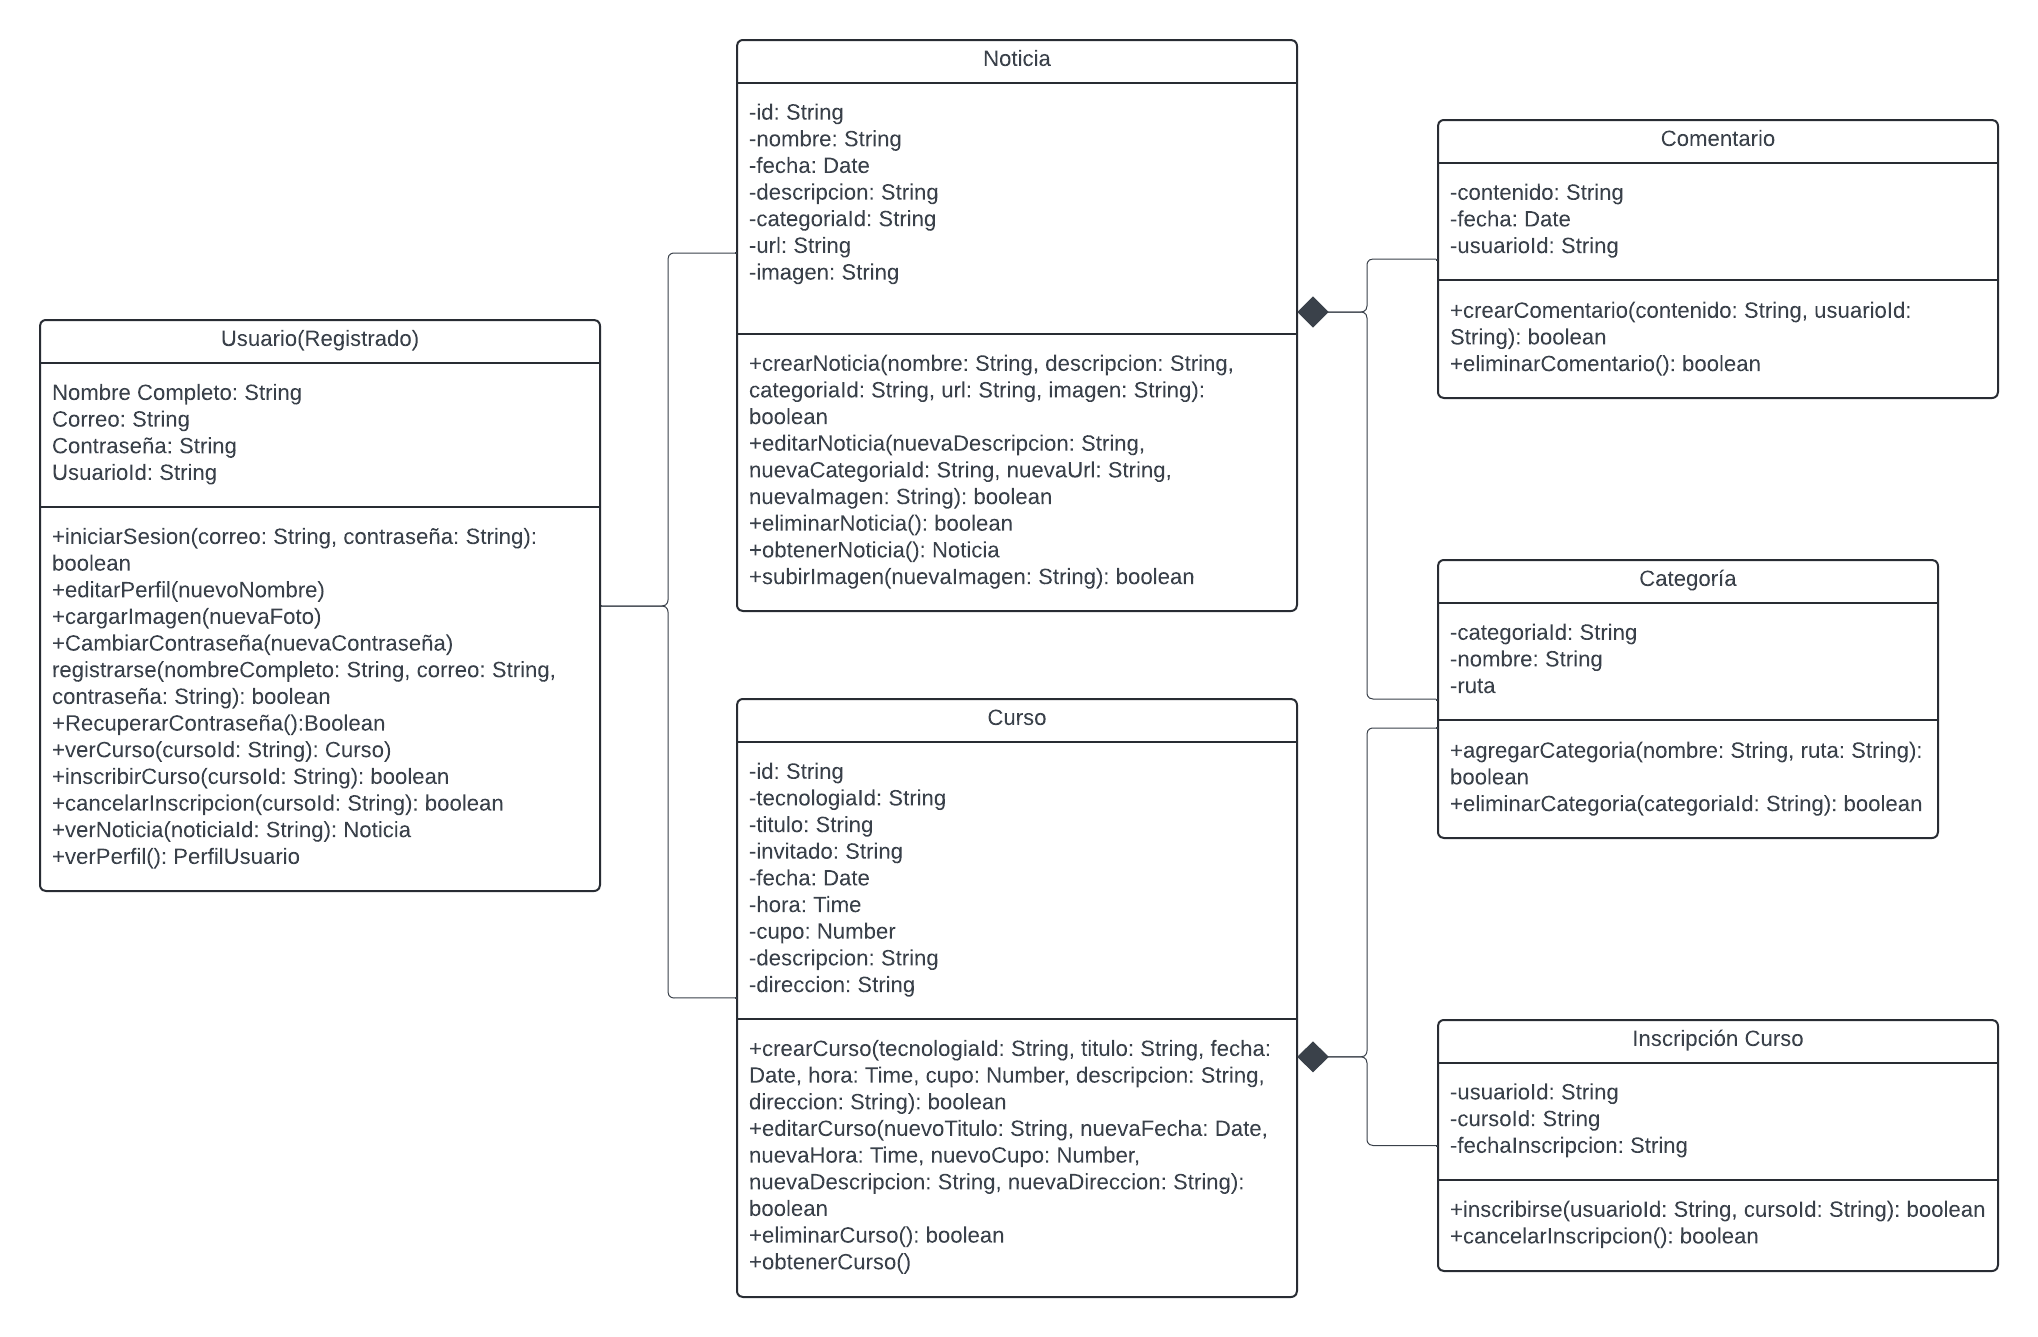 Usuario(Registrado)
Nombre Completo: String
Correo: String
Contraseña: String
UsuarioId: String
+iniciarSesion(correo: String, contraseña: String):
boolean
+editarPerfil(nuevoNombre)
+cargarImagen(nuevaFoto)
+CambiarContraseña(nuevaContraseña)
registrarse(nombreCompleto: String, correo: String,
contraseña: String): boolean
+RecuperarContraseña():Boolean
+verCurso(cursoId: String): Curso)
+inscribirCurso(cursoId: String): boolean
+cancelarInscripcion(cursoId: String): boolean
+verNoticia(noticiaId: String): Noticia
+verPerfil(): PerfilUsuario
Noticia
-id: String
-nombre: String
-fecha: Date
-descripcion: String
-categoriaId: String
-url: String
-imagen: String
+crearNoticia(nombre: String, descripcion: String,
categoriaId: String, url: String, imagen: String):
boolean
+editarNoticia(nuevaDescripcion: String,
nuevaCategoriaId: String, nuevaUrl: String,
nuevaImagen: String): boolean
+eliminarNoticia(): boolean
+obtenerNoticia(): Noticia
+subirImagen(nuevaImagen: String): boolean
Curso
-id: String
-tecnologiaId: String
-titulo: String
-invitado: String
-fecha: Date
-hora: Time
-cupo: Number
-descripcion: String
-direccion: String
+crearCurso(tecnologiaId: String, titulo: String, fecha:
Date, hora: Time, cupo: Number, descripcion: String,
direccion: String): boolean
+editarCurso(nuevoTitulo: String, nuevaFecha: Date,
nuevaHora: Time, nuevoCupo: Number,
nuevaDescripcion: String, nuevaDireccion: String):
boolean
+eliminarCurso(): boolean
+obtenerCurso()
Comentario
-contenido: String
-fecha: Date
-usuarioId: String
+crearComentario(contenido: String, usuarioId:
String): boolean
+eliminarComentario(): boolean
Categoría
-categoriaId: String
-nombre: String
-ruta
+agregarCategoria(nombre: String, ruta: String):
boolean
+eliminarCategoria(categoriaId: String): boolean
Inscripción Curso
-usuarioId: String
-cursoId: String
-fechaInscripcion: String
+inscribirse(usuarioId: String, cursoId: String): boolean
+cancelarInscripcion(): boolean